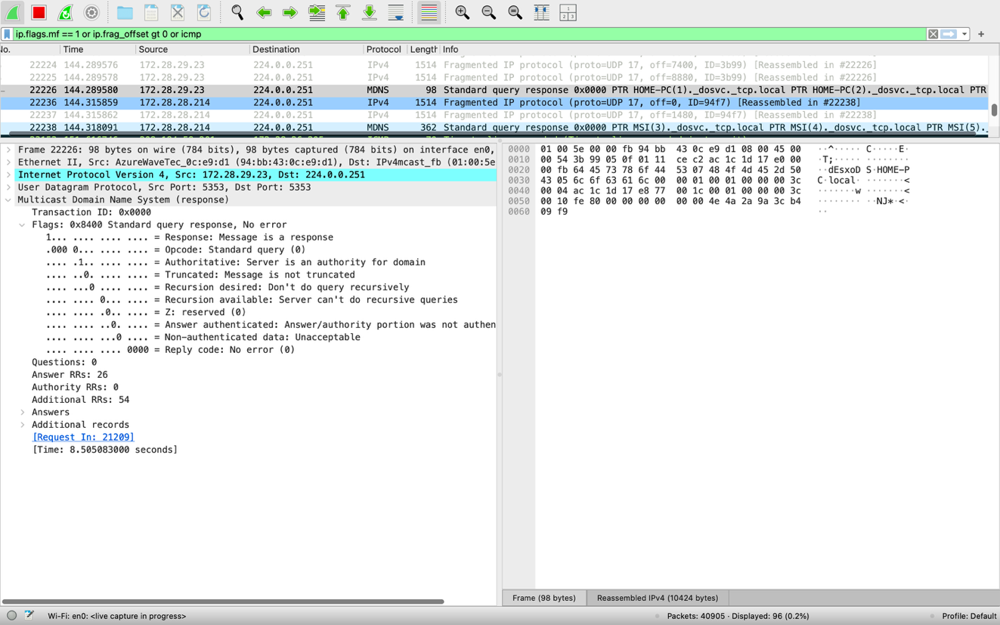 1 2 3
ip.flags.mf == 1 or ip.frag_offset gt 0 or icmp
No. Time Source Destination Protocol Length Info
22224 144.289576 172.28.29.23 224.0.0.251 IPv4 1514 Fragmented IP protocol (proto=UDP 17, off=7400, ID=3b99) [Reassembled in #22226]
22225 144.289578 172.28.29.23 224.0.0.251 IPv4 1514 Fragmented IP protocol (proto=UDP 17, off=8880, ID=3b99) [Reassembled in #22226]
22226 144.289580 172.28.29.23 224.0.0.251 MDNS 98 Standard query response 0x0000 PTR HOME-PC(1)._dosvc._tcp.local PTR HOME-PC(2)._dosvc._tcp.local PTR
22236 144.315859 172.28.28.214 224.0.0.251 IPv4 1514 Fragmented IP protocol (proto=UDP 17, off=0, ID=94f7) [Reassembled in #22238]
22237 144.315862 172.28.28.214 224.0.0.251 IPv4 1514 Fragmented IP protocol (proto=UDP 17, off=1480, ID=94f7) [Reassembled in #22238]
22238 144.318091 172.28.28.214 224.0.0.251 MDNS 362 Standard query response 0x0000 PTR MSI(3)._dosvc._tcp.local PTR MSI(4)._dosvc._tcp.local PTR MSI(5).
Frame 22226: 98 bytes on wire (784 bits), 98 bytes captured (784 bits) on interface en0,
Ethernet II, Src: AzureWaveTec_0c:e9:d1 (94:bb:43:0c:e9:d1), Dst: IPv4mcast_fb (01:00:5e
Internet Protocol Version 4, Src: 172.28.29.23, Dst: 224.0.0.251
User Datagram Protocol, Src Port: 5353, Dst Port: 5353
Multicast Domain Name System (response)
Transaction ID: 0x0000
Flags: 0x8400 Standard query response, No error
1... .... .... .... = Response: Message is a response
.000 0... .... .... = Opcode: Standard query (0)
.... .1.. .... .... = Authoritative: Server is an authority for domain
.... ..0. .... .... = Truncated: Message is not truncated
.... ...0 .... .... = Recursion desired: Don't do query recursively
.... .... 0... .... = Recursion available: Server can't do recursive queries
.... .... .0.. .... = Z: reserved (0)
.... .... ..0. .... = Answer authenticated: Answer/authority portion was not authen
.... .... ...0 .... = Non-authenticated data: Unacceptable
.... .... .... 0000 = Reply code: No error (0)
Questions: 0
Answer RRs: 26
Authority RRs: 0
Additional RRs: 54
Answers
Additional records
[Request In: 21209]
[Time: 8.505083000 seconds]
0000 01 00 5e 00 00 fb 94 bb 43 0c e9 d1 08 00 45 00 ··^····· C·····E·
0010 00 54 3b 99 05 0f 01 11 ce c2 ac 1c 1d 17 e0 00 ·T;····· ········
0020 00 fb 64 45 73 78 6f 44 53 07 48 4f 4d 45 2d 50 ··dEsxoD S·HOME-P
0030 43 05 6c 6f 63 61 6c 00 00 01 00 01 00 00 00 3c C·local· ·······<
0040 00 04 ac 1c 1d 17 e8 77 00 1c 00 01 00 00 00 3c ·······w ·······<
0050 00 10 fe 80 00 00 00 00 00 00 4e 4a 2a 9a 3c b4 ········ ··NJ*·<·
0060 09 f9 ··
Frame (98 bytes) Reassembled IPv4 (10424 bytes)
Wi-Fi: en0: <live capture in progress> Packets: 40905 · Displayed: 96 (0.2%) Profile: Default